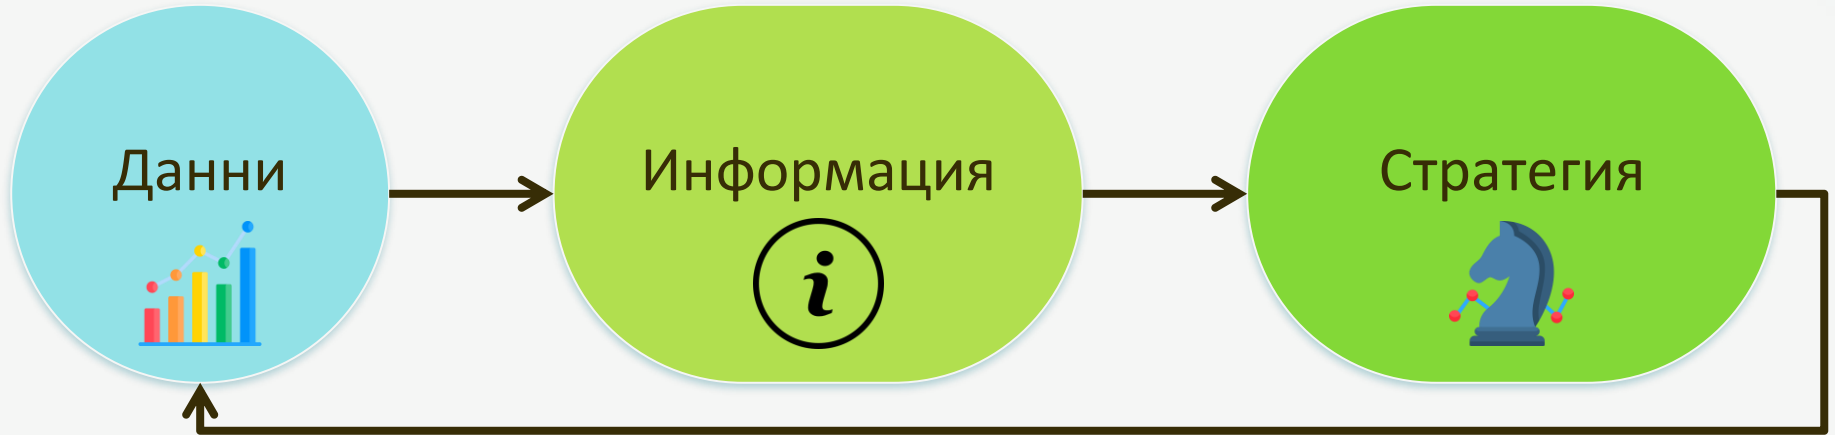 Данни
Информация
Стратегия